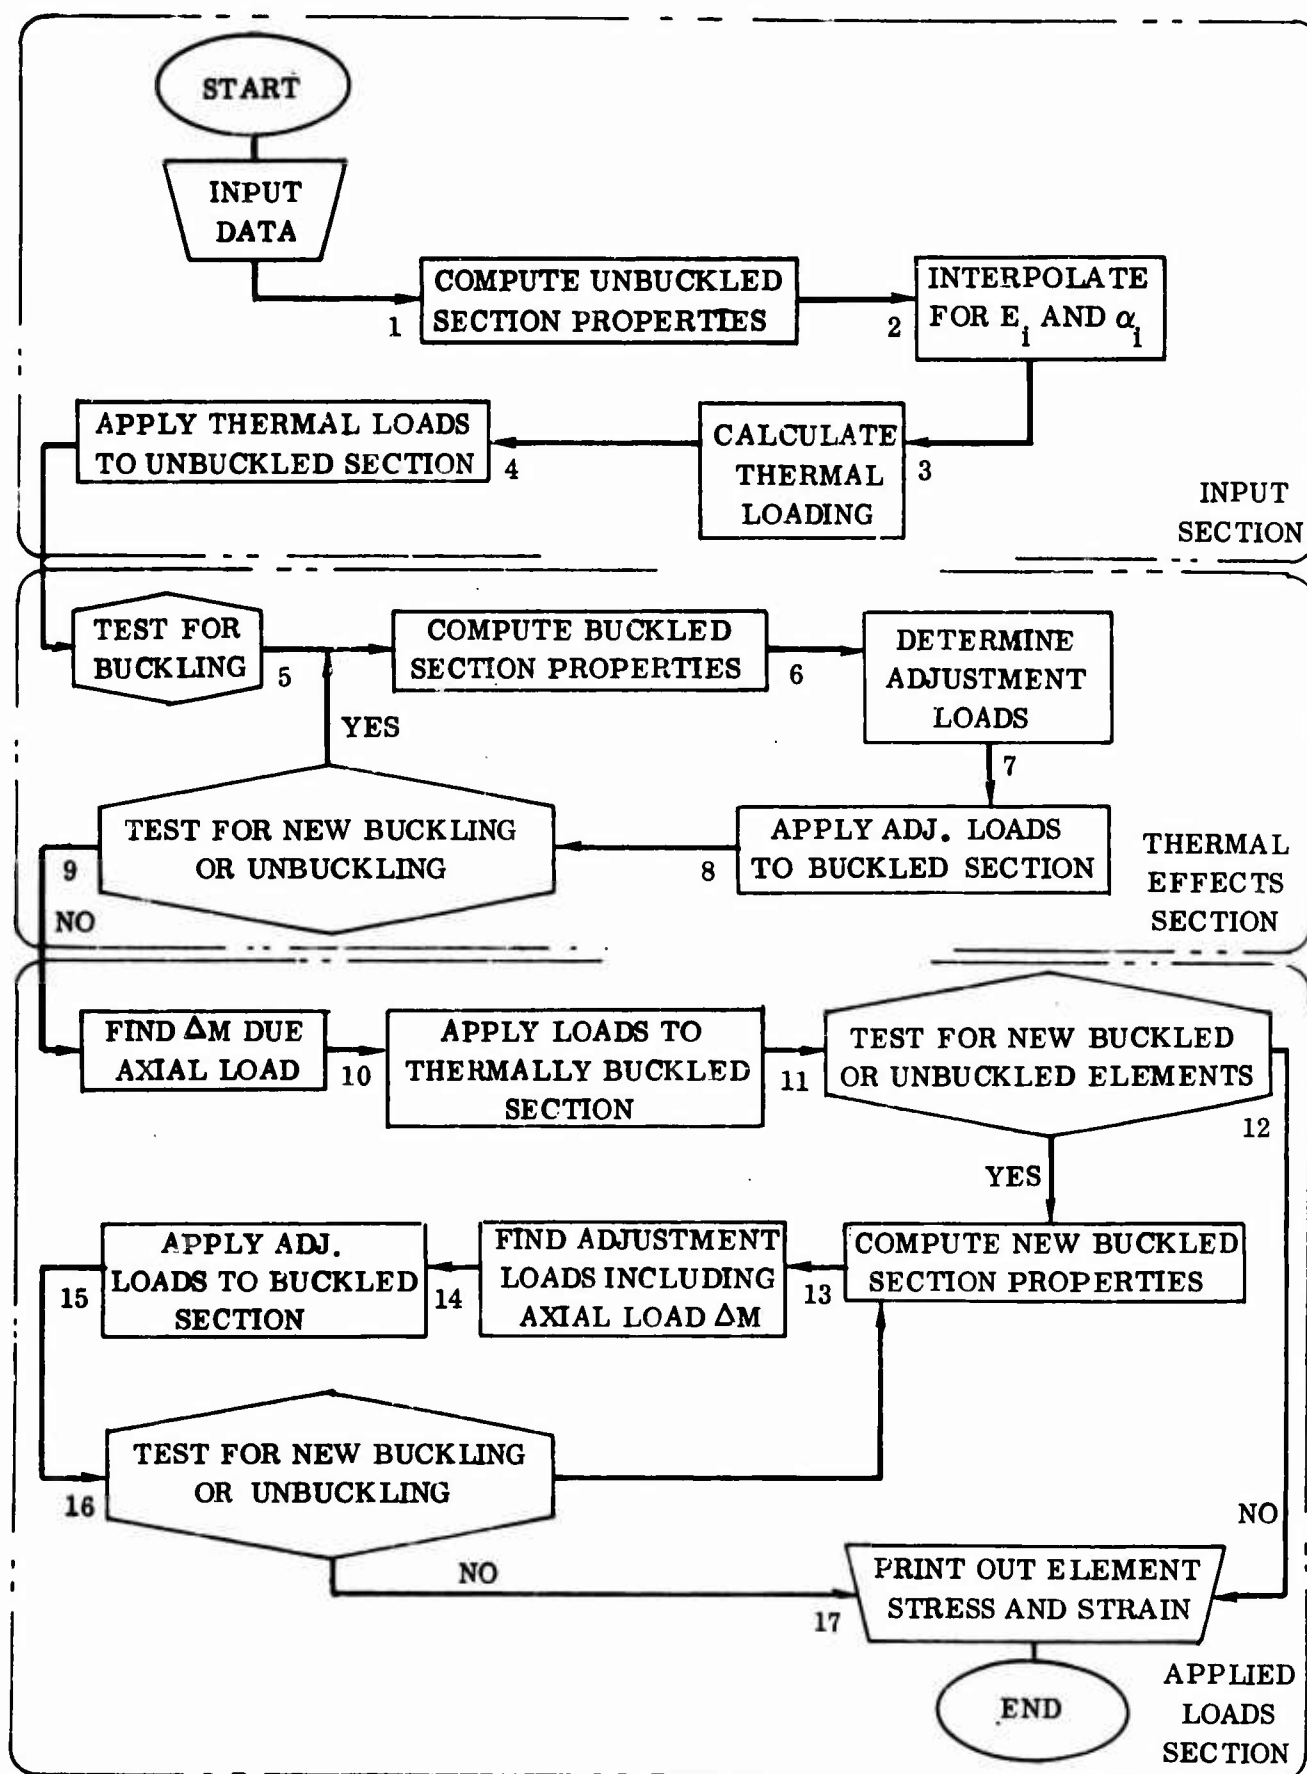 START
INPUT
DATA
1
COMPUTE UNBUCKLED
SECTION PROPERTIES
2
INTERPOLATE
FOR Eᵢ AND αᵢ
3
CALCULATE
THERMAL
LOADING
4
APPLY THERMAL LOADS
TO UNBUCKLED SECTION
INPUT
SECTION
TEST FOR
BUCKLING
5
COMPUTE BUCKLED
SECTION PROPERTIES
6
DETERMINE
ADJUSTMENT
LOADS
7
YES
APPLY ADJ. LOADS
TO BUCKLED SECTION
8
TEST FOR NEW BUCKLING
OR UNBUCKLING
9
NO
THERMAL
EFFECTS
SECTION
FIND ΔM DUE
AXIAL LOAD
10
APPLY LOADS TO
THERMALLY BUCKLED
SECTION
11
TEST FOR NEW BUCKLED
OR UNBUCKLED ELEMENTS
12
YES
COMPUTE NEW BUCKLED
SECTION PROPERTIES
13
FIND ADJUSTMENT
LOADS INCLUDING
AXIAL LOAD ΔM
14
APPLY ADJ.
LOADS TO BUCKLED
SECTION
15
TEST FOR NEW BUCKLING
OR UNBUCKLING
16
NO
NO
PRINT OUT ELEMENT
STRESS AND STRAIN
17
END
APPLIED
LOADS
SECTION